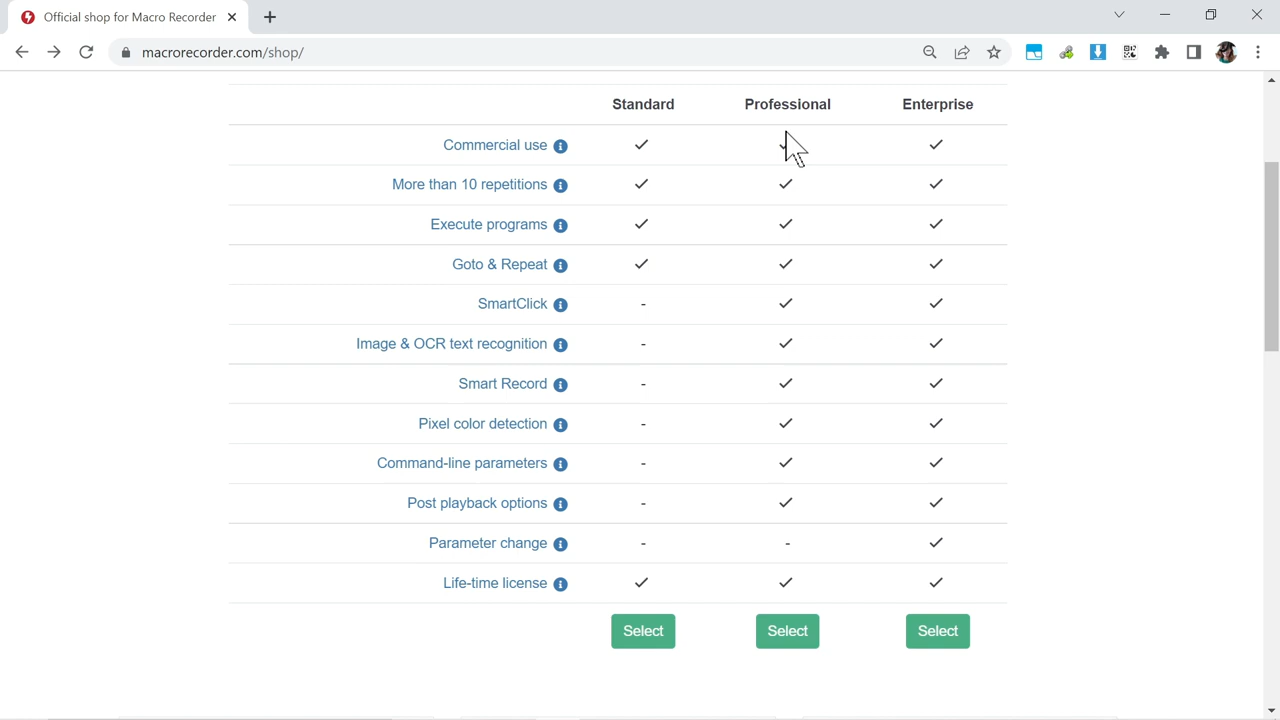 Official shop for Macro Recorder
macrorecorder.com/shop/
Standard Professional Enterprise
Commercial use ✓ ✓ ✓
More than 10 repetitions ✓ ✓ ✓
Execute programs ✓ ✓ ✓
Goto & Repeat ✓ ✓ ✓
SmartClick - ✓ ✓
Image & OCR text recognition - ✓ ✓
Smart Record - ✓ ✓
Pixel color detection - ✓ ✓
Command-line parameters - ✓ ✓
Post playback options - ✓ ✓
Parameter change - - ✓
Life-time license ✓ ✓ ✓
Select Select Select